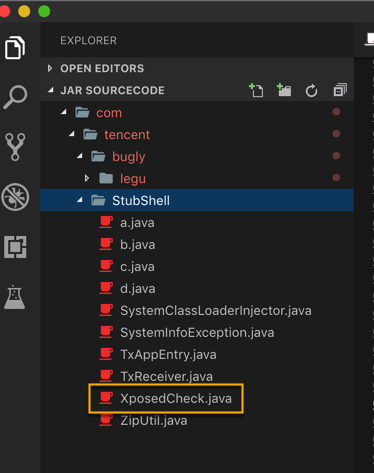 EXPLORER
OPEN EDITORS
JAR SOURCECODE
com
tencent
bugly
legu
StubShell
a.java
b.java
c.java
d.java
SystemClassLoaderInjector.java
SystemInfoException.java
TxAppEntry.java
TxReceiver.java
XposedCheck.java
ZipUtil.java